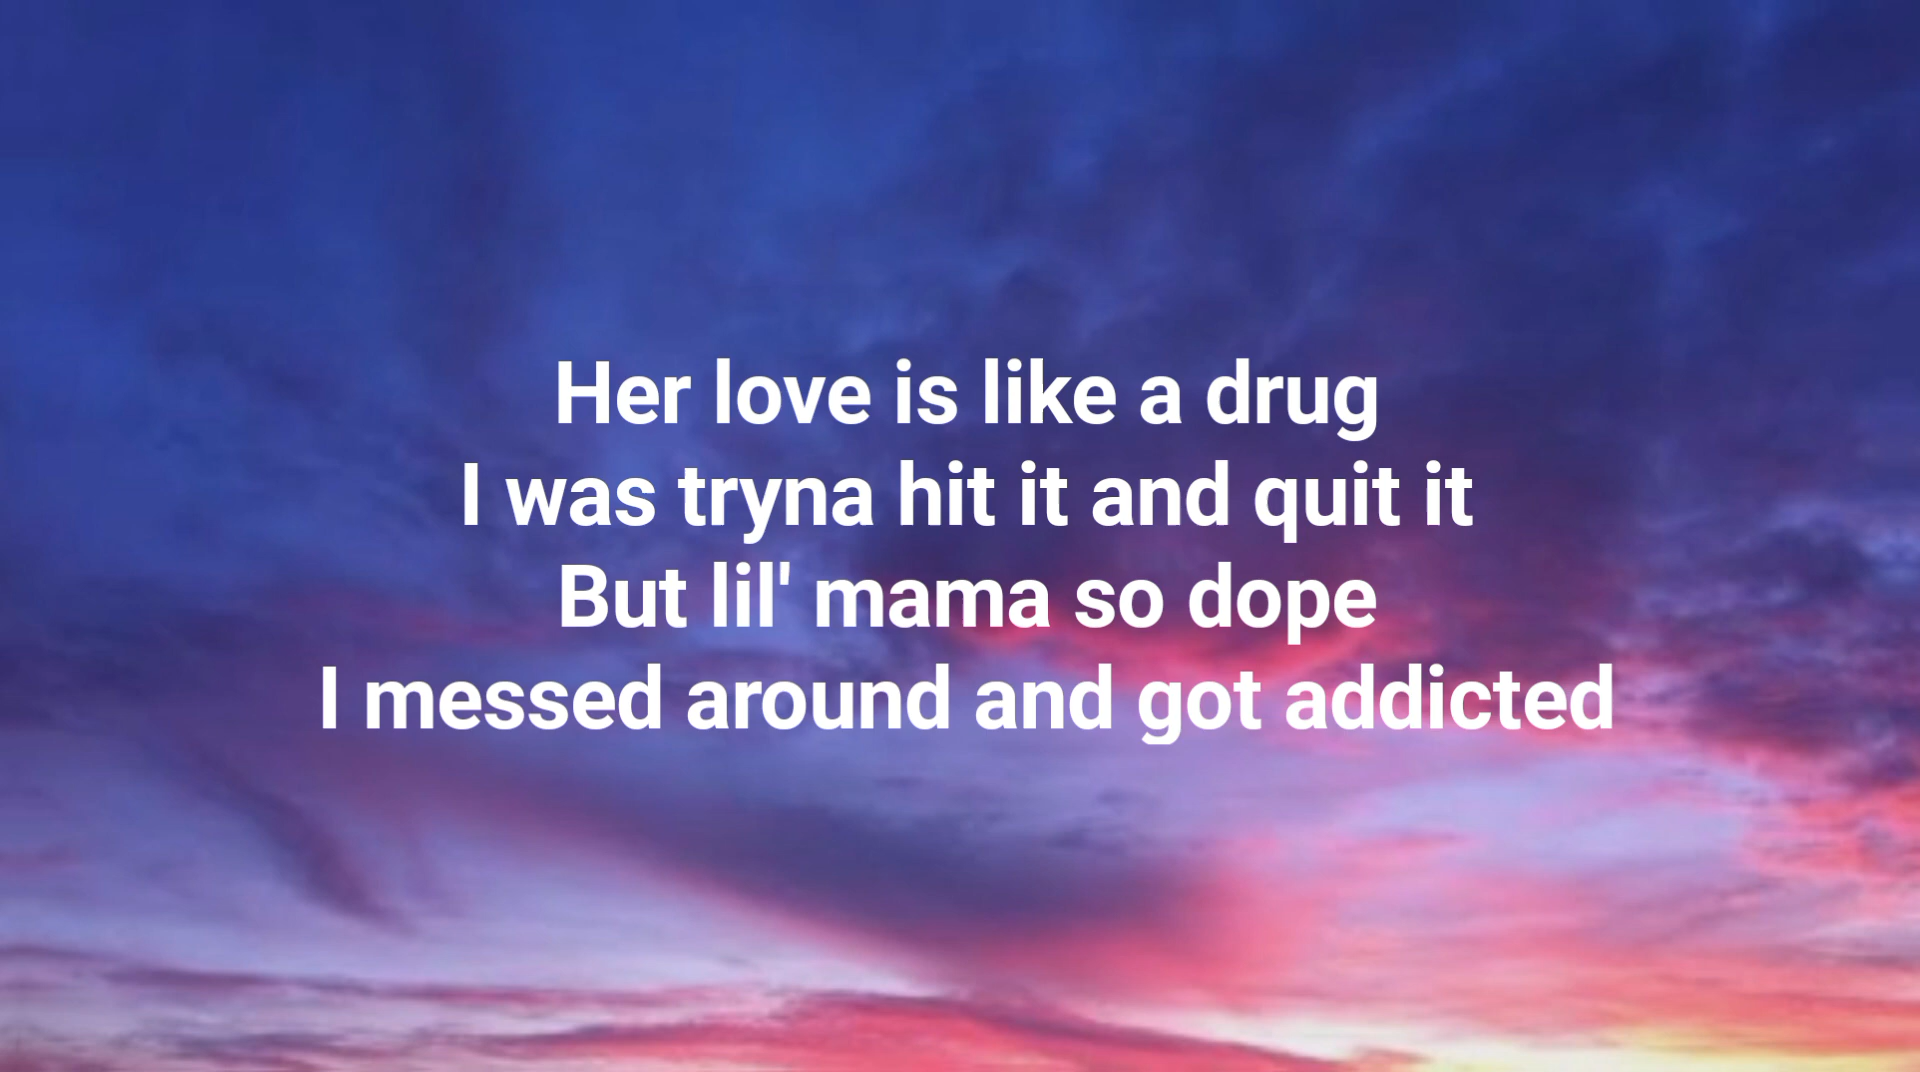 Her love is like a drug
I was tryna hit it and quit it
But lil' mama so dope
I messed around and got addicted